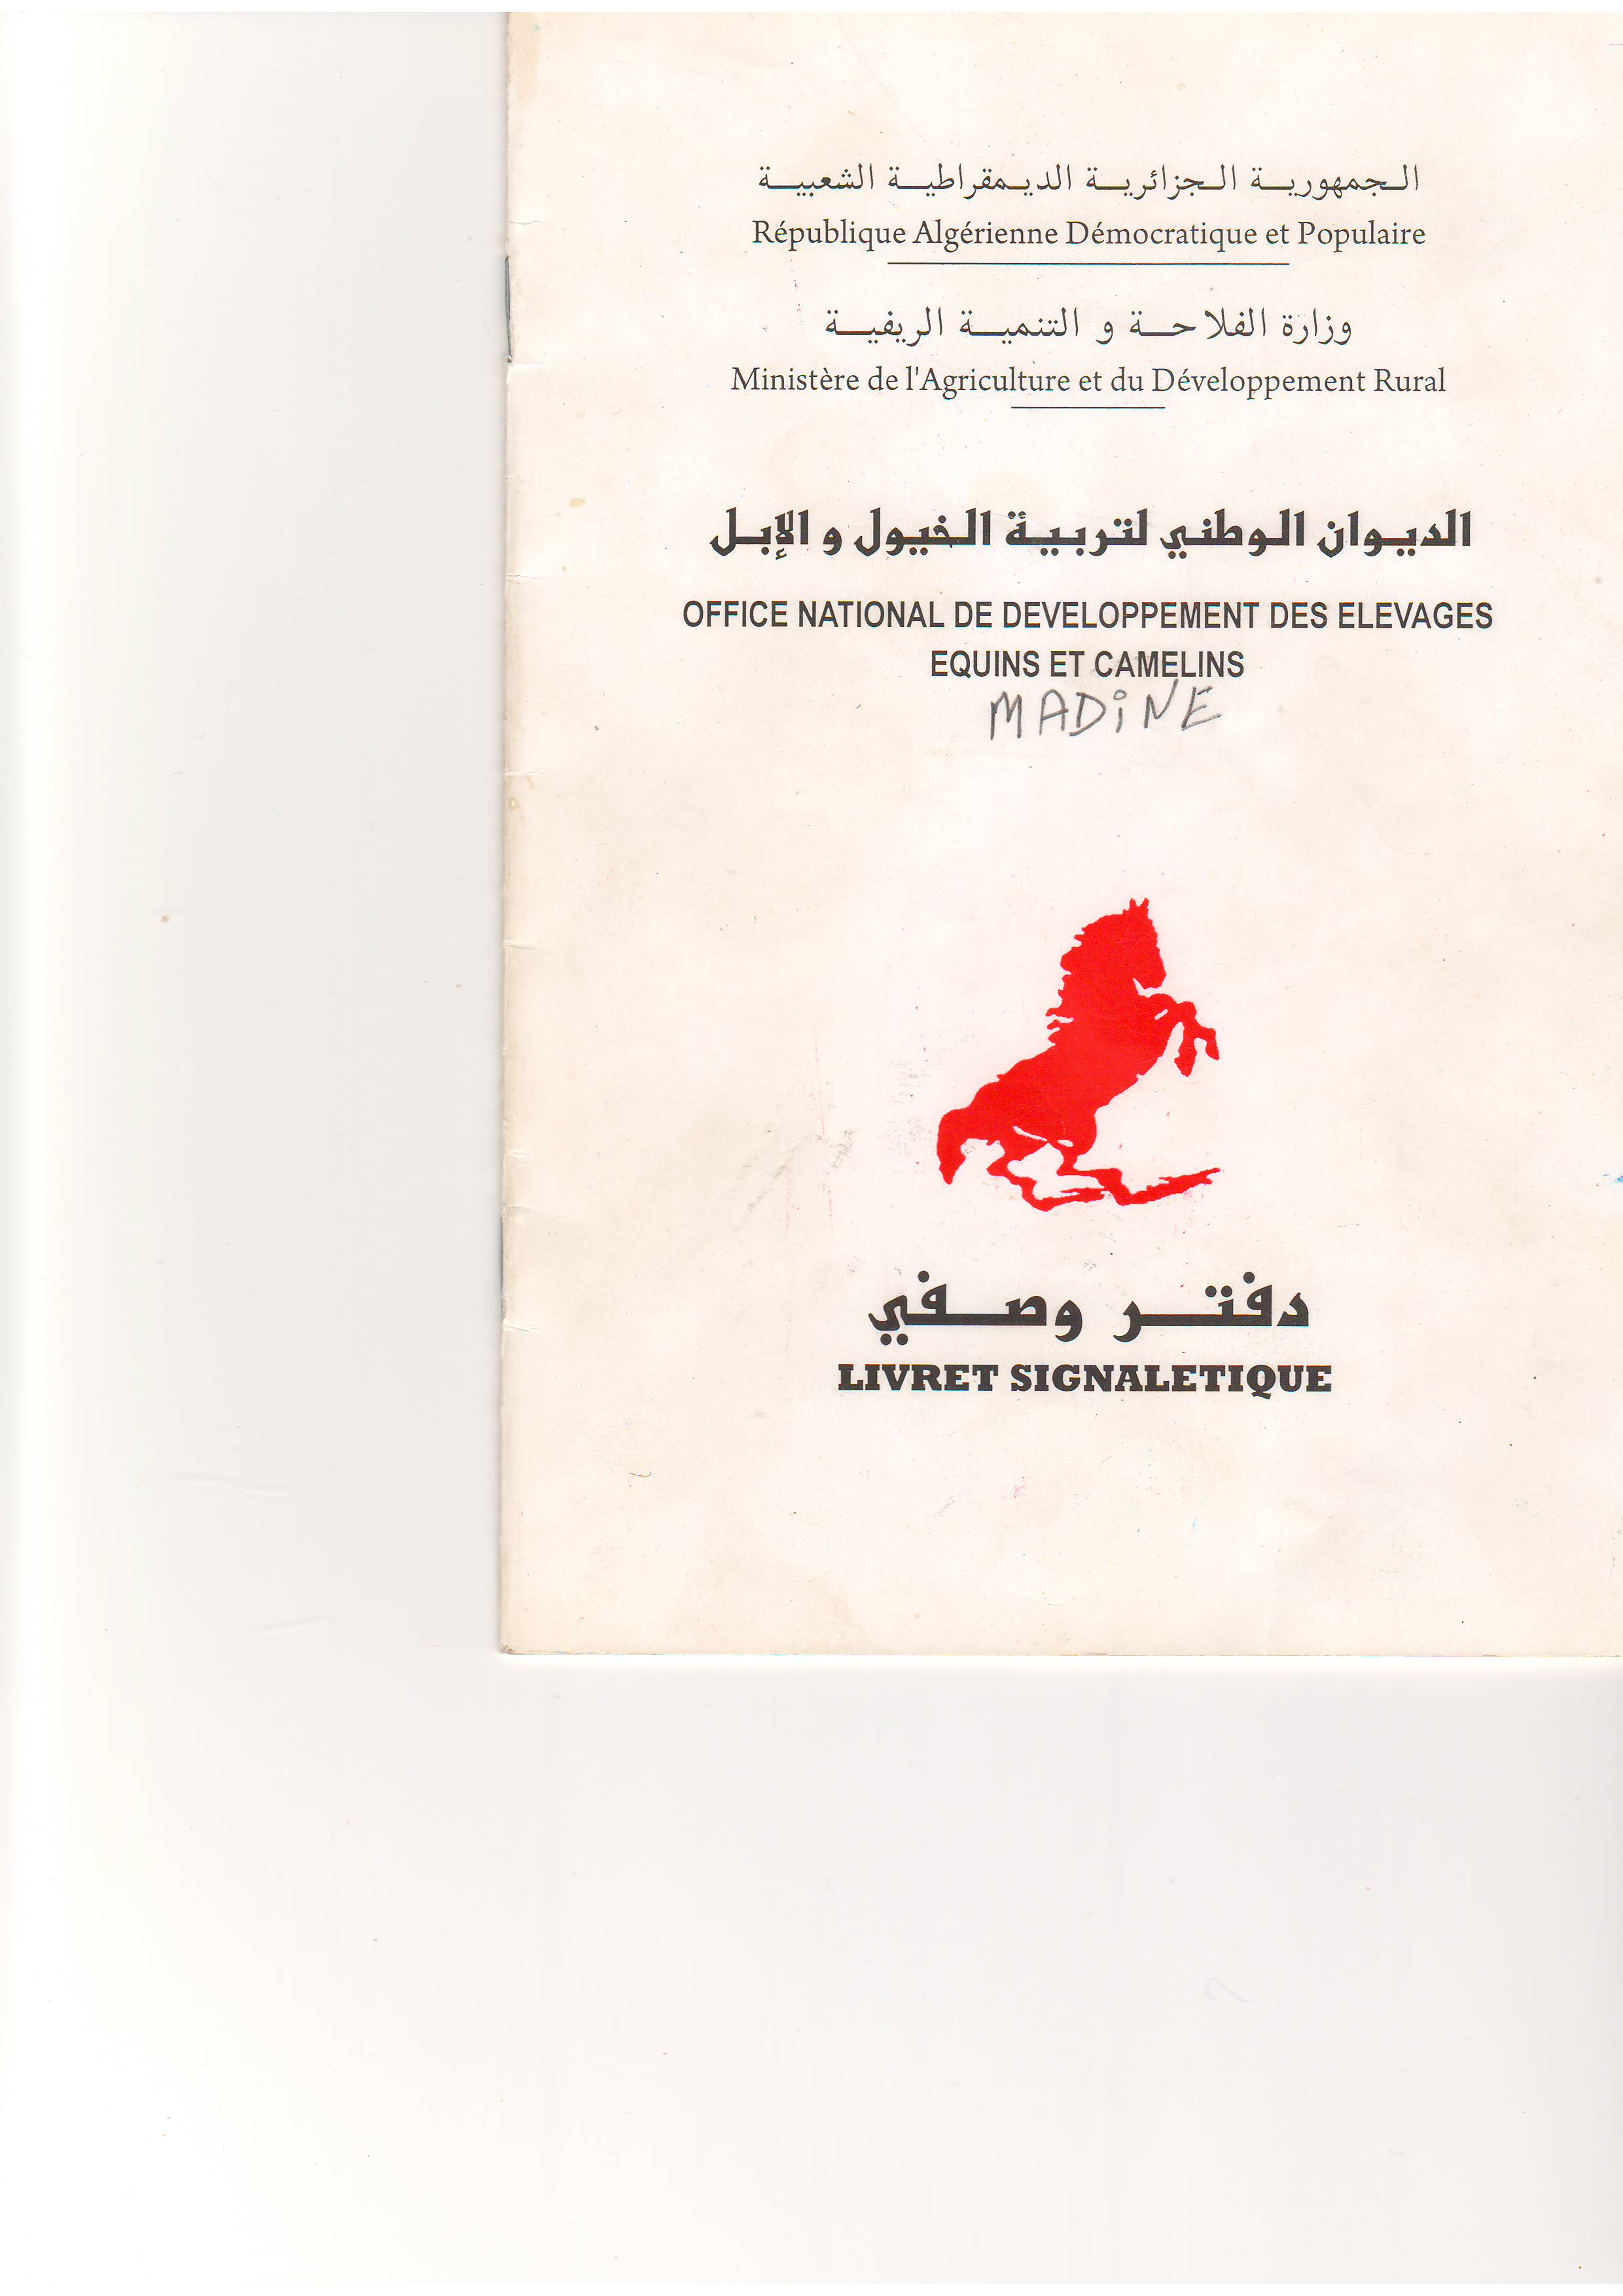 الجمهورية الجزائرية الديمقراطية الشعبية
République Algérienne Démocratique et Populaire
وزارة الفلاحة و التنمية الريفية
Ministère de l'Agriculture et du Développement Rural
الديوان الوطني لتربية الخيول و الإبل
OFFICE NATIONAL DE DEVELOPPEMENT DES ELEVAGES
EQUINS ET CAMELINS
MADiNE
دفتر وصفي
LIVRET SIGNALETIQUE